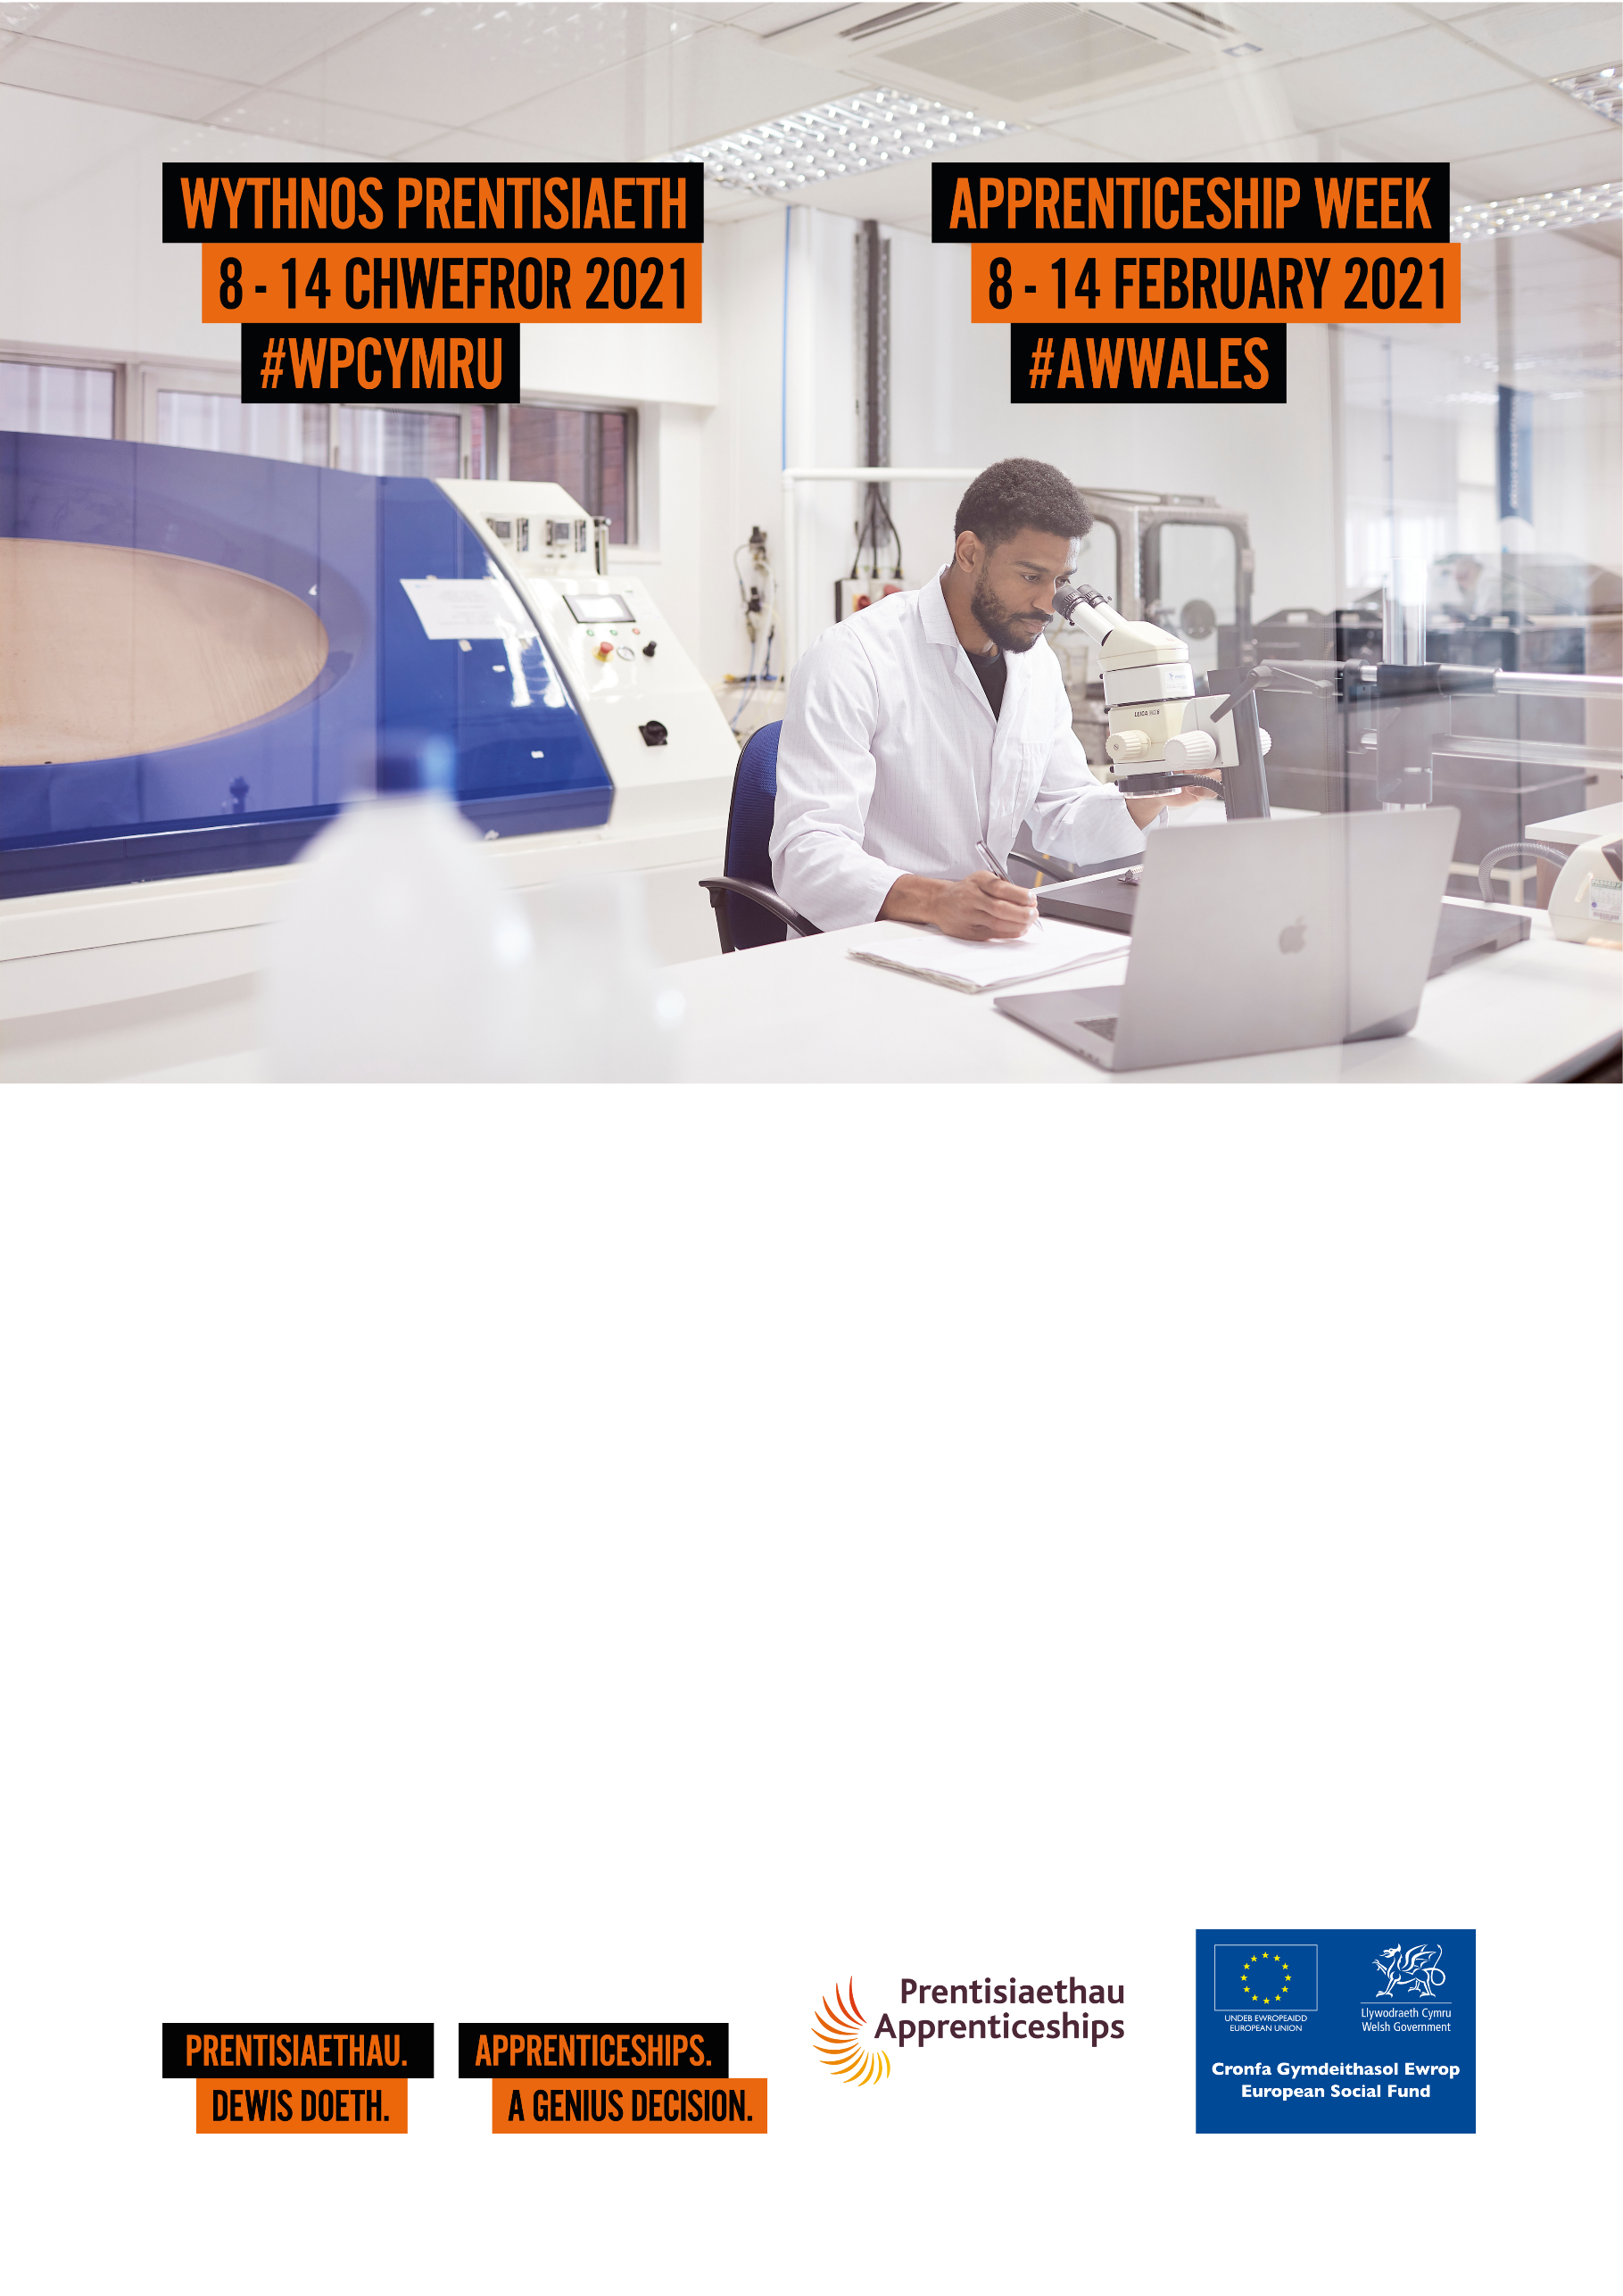 WYTHNOS PRENTISIAETH
8 - 14 CHWEFROR 2021
#WPCYMRU
APPRENTICESHIP WEEK
8 - 14 FEBRUARY 2021
#AWWALES
LEICA
PRENTISIAETHAU.
DEWIS DOETH.
APPRENTICESHIPS.
A GENIUS DECISION.
Prentisiaethau
Apprenticeships
UNDEB EWROPEAIDD
EUROPEAN UNION
Llywodraeth Cymru
Welsh Government
Cronfa Gymdeithasol Ewrop
European Social Fund